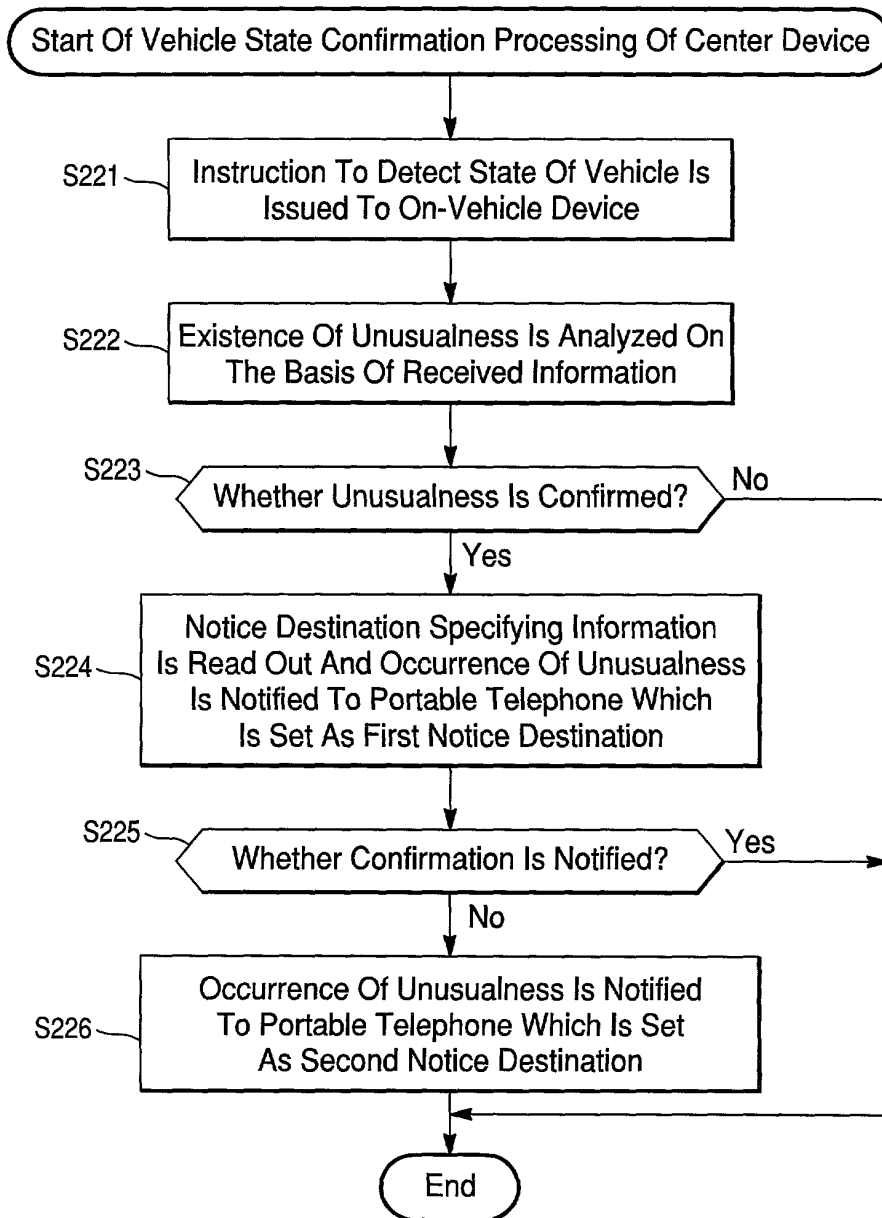 Start Of Vehicle State Confirmation Processing Of Center Device
S221
Instruction To Detect State Of Vehicle Is
Issued To On-Vehicle Device
S222
Existence Of Unusualness Is Analyzed On
The Basis Of Received Information
S223
Whether Unusualness Is Confirmed?
No
Yes
S224
Notice Destination Specifying Information
Is Read Out And Occurrence Of Unusualness
Is Notified To Portable Telephone Which
Is Set As First Notice Destination
S225
Whether Confirmation Is Notified?
Yes
No
S226
Occurrence Of Unusualness Is Notified
To Portable Telephone Which Is Set
As Second Notice Destination
End